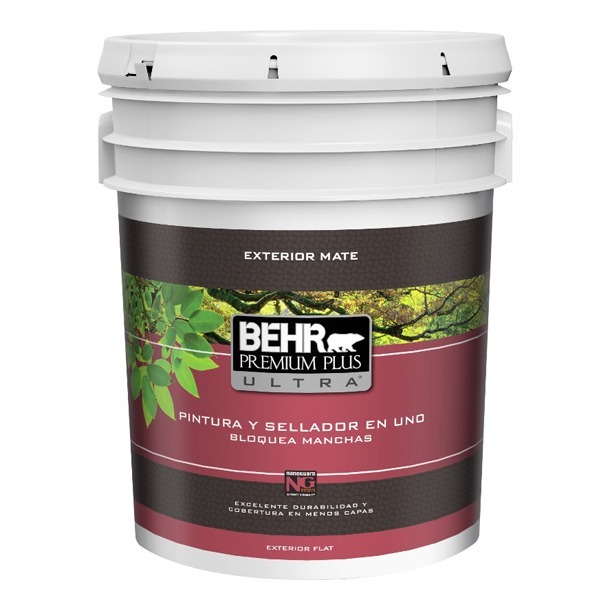 EXTERIOR MATE
BEHR
PREMIUM PLUS
ULTRA®
PINTURA Y SELLADOR EN UNO
BLOQUEA MANCHAS
nanoguard
NG
EXCELENTE DURABILIDAD Y
COBERTURA EN MENOS CAPAS
EXTERIOR FLAT